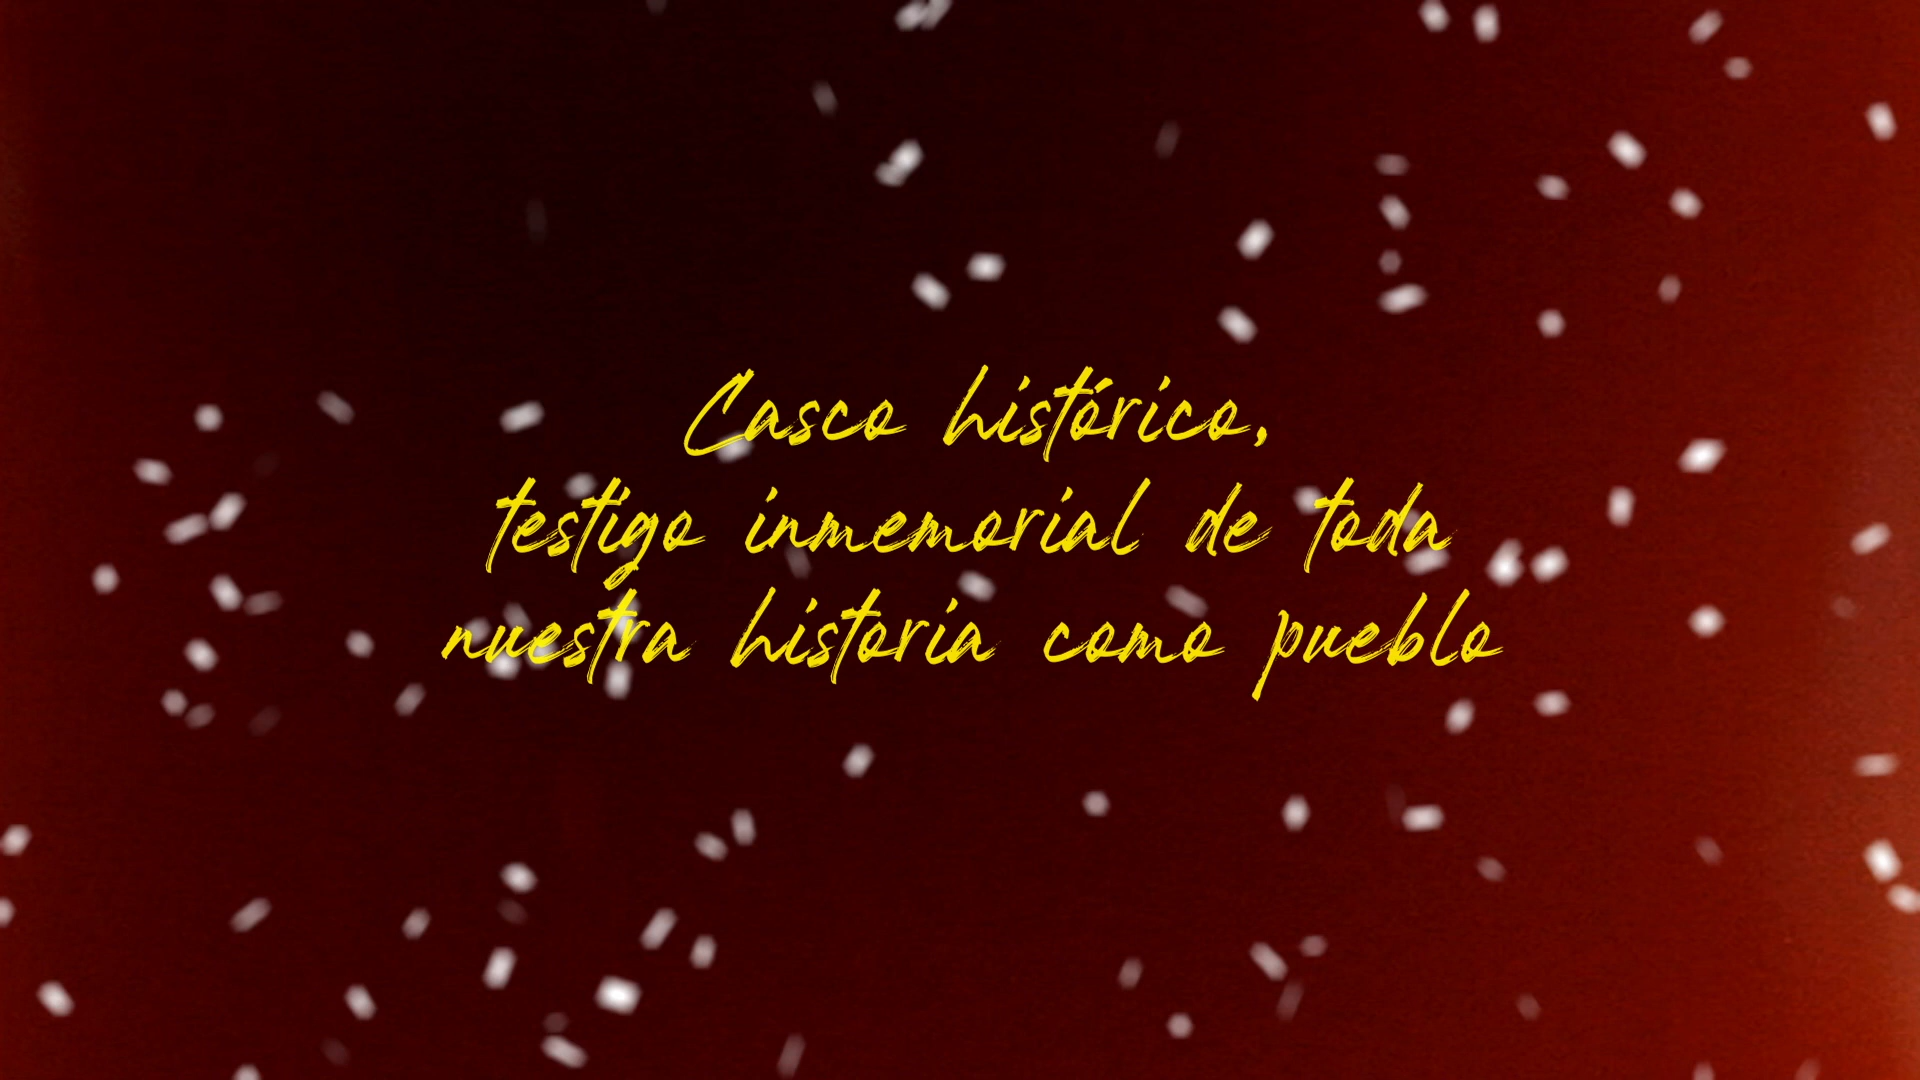 Casco histórico,
testigo inmemorial de toda
nuestra historia como pueblo